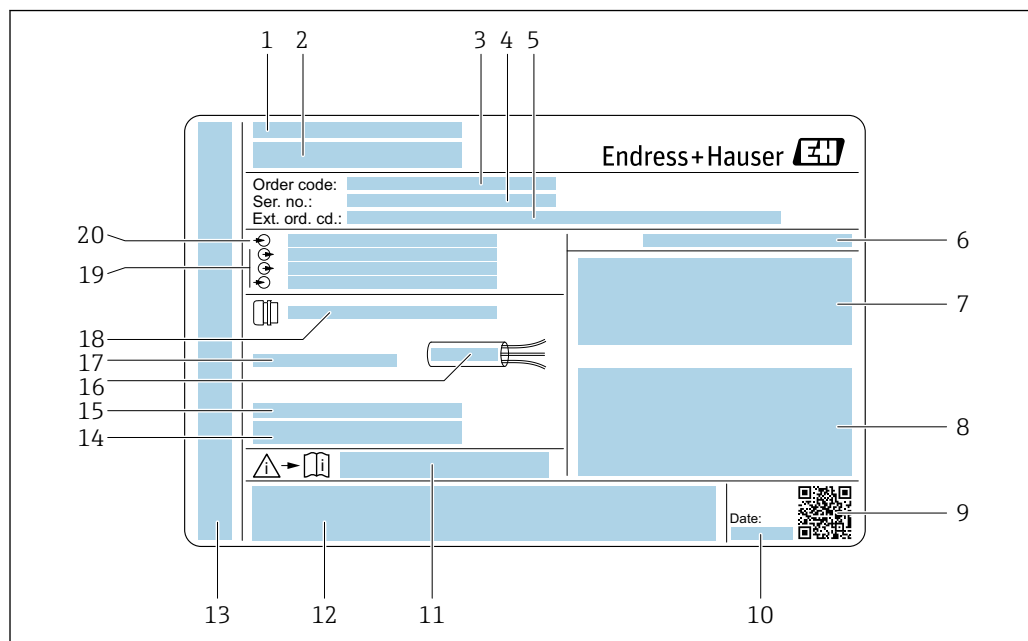 1 2 3 4 5
Endress+Hauser EH
Order code:
Ser. no.:
Ext. ord. cd.:
20
19
6
7
i i
18
17
16
15
14
8
Date:
9
13 12 11 10